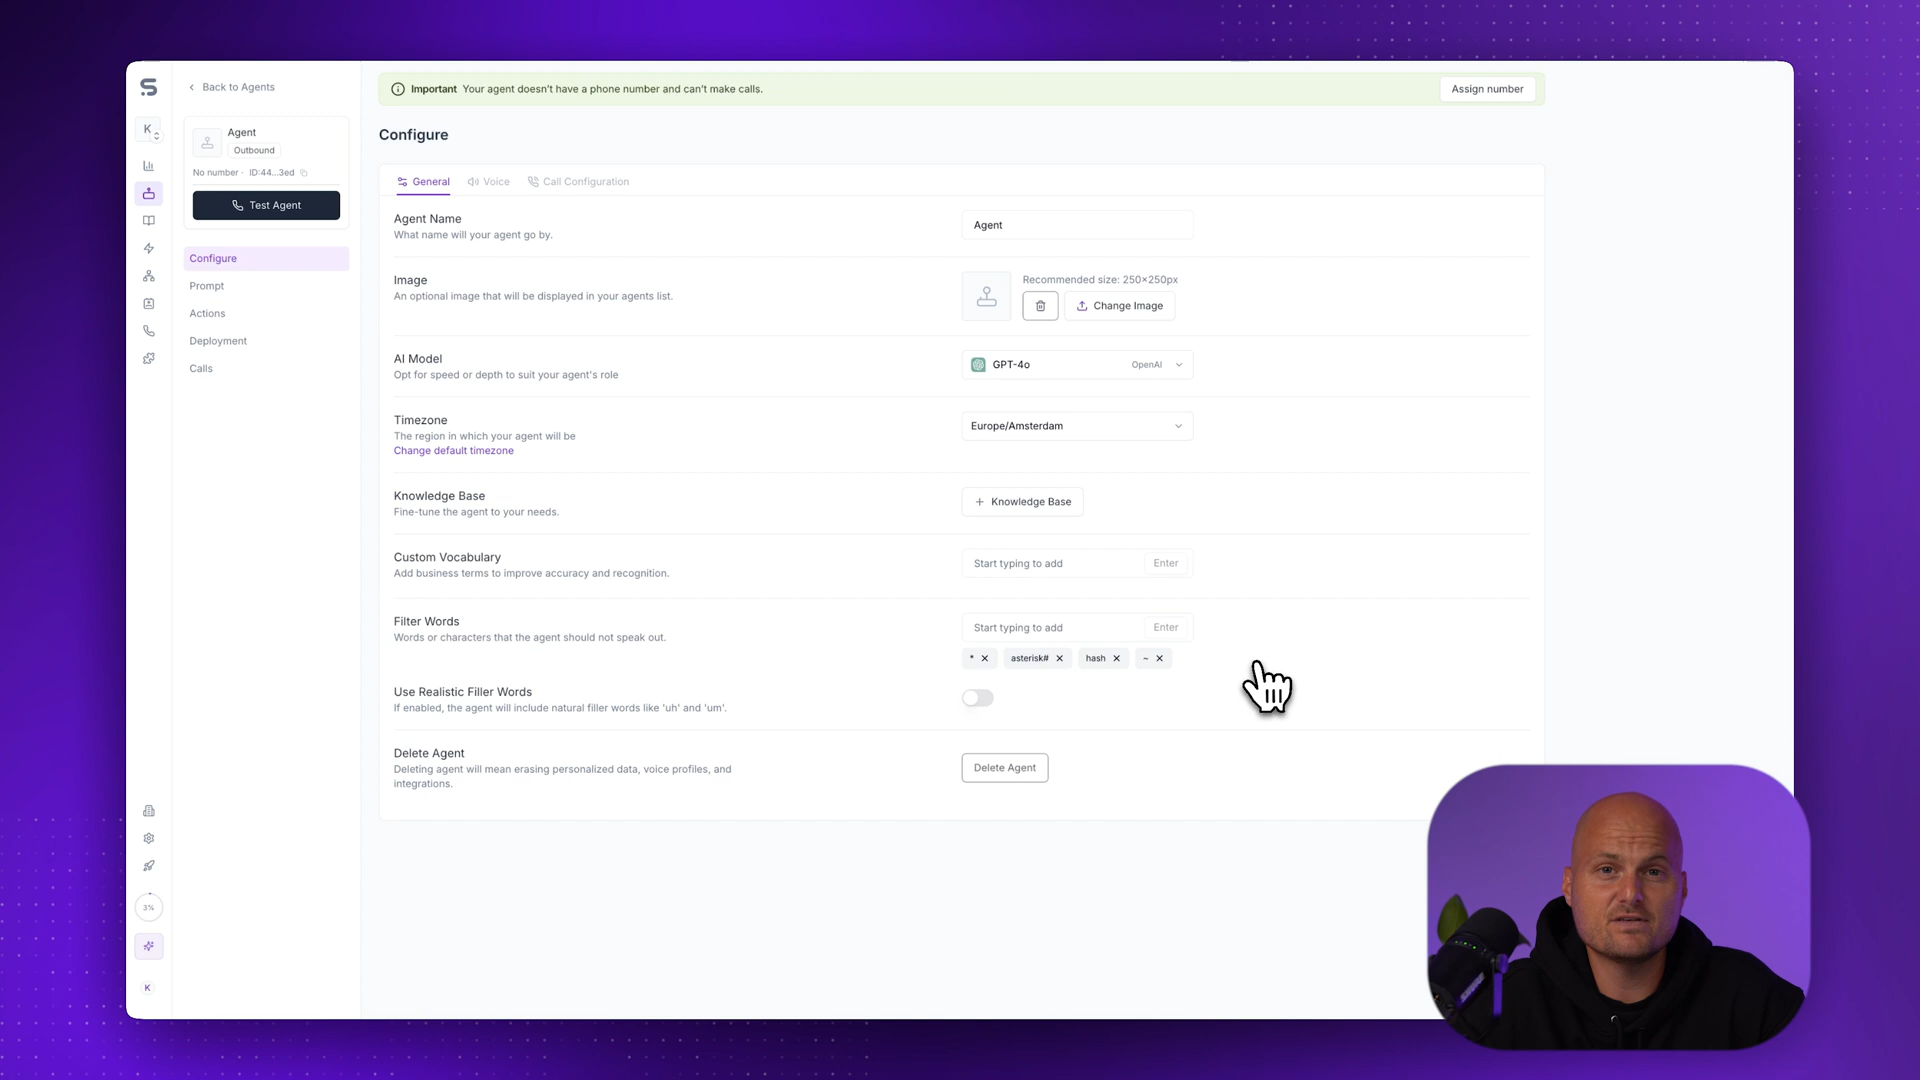 Back to Agents
K
Agent
Outbound
No number · ID:44...3ed
Test Agent
Configure
Prompt
Actions
Deployment
Calls
3%
K
Important Your agent doesn't have a phone number and can't make calls.
Assign number
Configure
General
Voice
Call Configuration
Agent Name
What name will your agent go by.
Agent
Image
An optional image that will be displayed in your agents list.
Recommended size: 250×250px
Change Image
AI Model
Opt for speed or depth to suit your agent's role
GPT-4o
OpenAI
Timezone
The region in which your agent will be
Change default timezone
Europe/Amsterdam
Knowledge Base
Fine-tune the agent to your needs.
+ Knowledge Base
Custom Vocabulary
Add business terms to improve accuracy and recognition.
Start typing to add
Enter
Filter Words
Words or characters that the agent should not speak out.
Start typing to add
Enter
* ✕ asterisk# ✕ hash ✕ ~ ✕
Use Realistic Filler Words
If enabled, the agent will include natural filler words like 'uh' and 'um'.
Delete Agent
Deleting agent will mean erasing personalized data, voice profiles, and
integrations.
Delete Agent